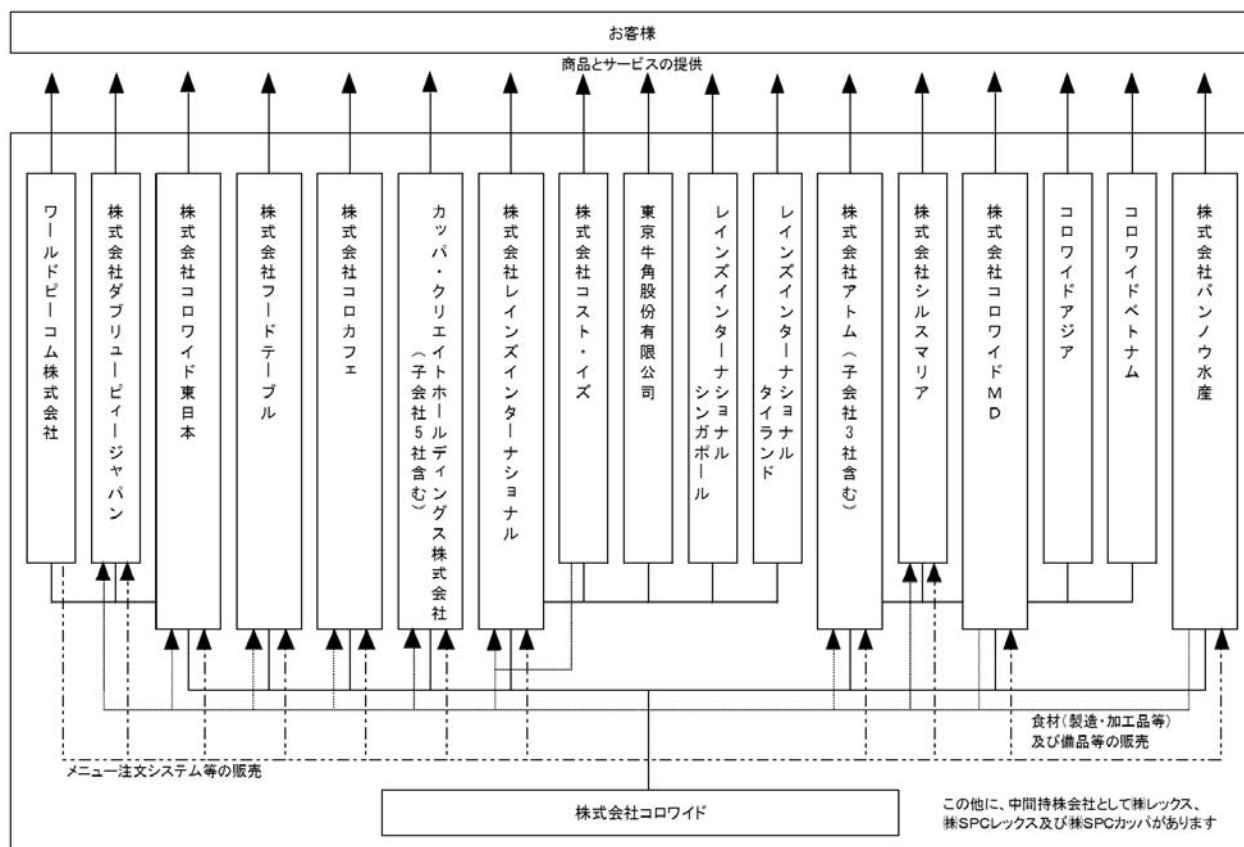 お客様
商品とサービスの提供
ワールドピーコム株式会社
株式会社ダブリューピィージャパン
株式会社コロワイド東日本
株式会社フードテーブル
株式会社コロカフェ
カッパ・クリエイトホールディングス株式会社
(子会社5社含む)
株式会社レインズインターナショナル
株式会社コスト・イズ
東京牛角股份有限公司
レインズインターナショナル
シンガポール
レインズインターナショナル
タイランド
株式会社アトム(子会社3社含む)
株式会社シルスマリア
株式会社コロワイドMD
コロワイドアジア
コロワイドベトナム
株式会社バンノウ水産
食材(製造・加工品等)
及び備品等の販売
メニュー注文システム等の販売
株式会社コロワイド
この他に、中間持株会社として㈱レックス、
㈱SPCレックス及び㈱SPCカッパがあります